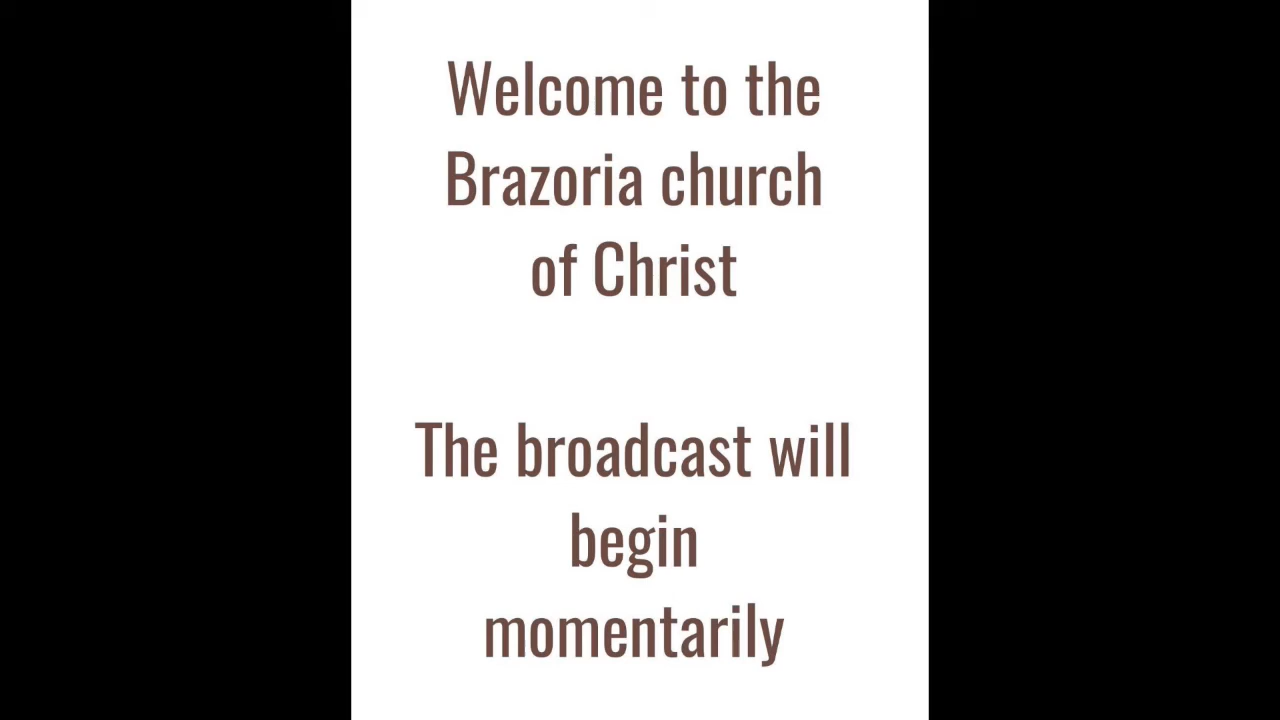 Welcome to the
Brazoria church
of Christ
The broadcast will
begin
momentarily